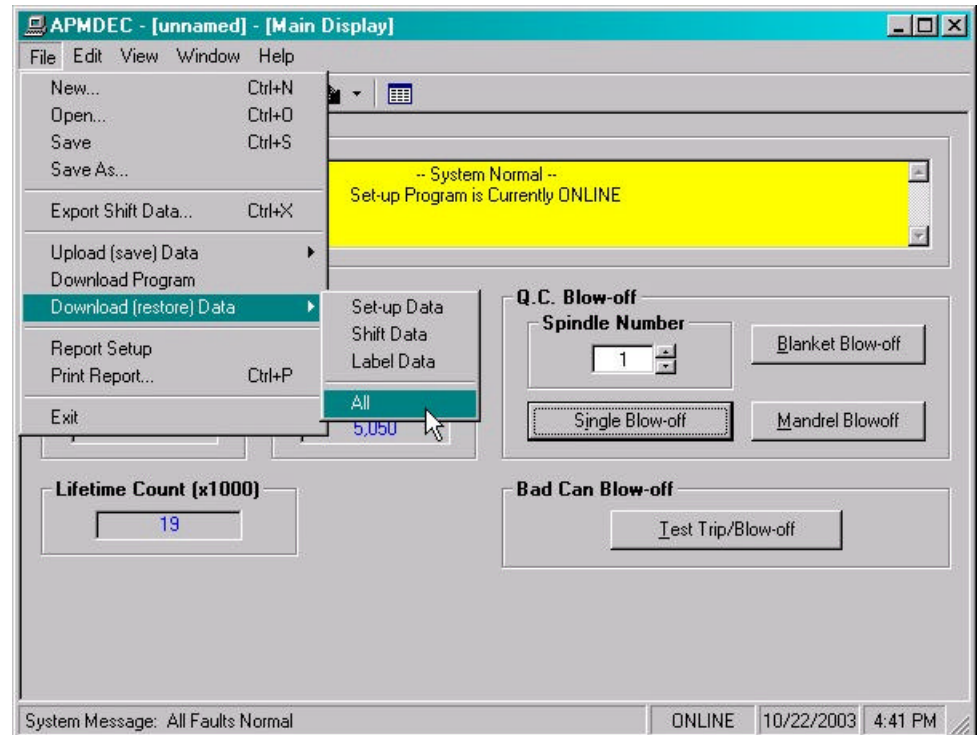 APMDEC - [unnamed] - [Main Display]
File Edit View Window Help
New... Ctrl+N
Open... Ctrl+O
Save Ctrl+S
Save As...
Export Shift Data... Ctrl+X
Upload (save) Data
Download Program
Download (restore) Data
Report Setup
Print Report... Ctrl+P
Exit
Set-up Data
Shift Data
Label Data
All
-- System Normal --
Set-up Program is Currently ONLINE
5,050
Q.C. Blow-off
Spindle Number
1
Blanket Blow-off
Single Blow-off
Mandrel Blowoff
Lifetime Count (x1000)
19
Bad Can Blow-off
Test Trip/Blow-off
System Message: All Faults Normal
ONLINE 10/22/2003 4:41 PM